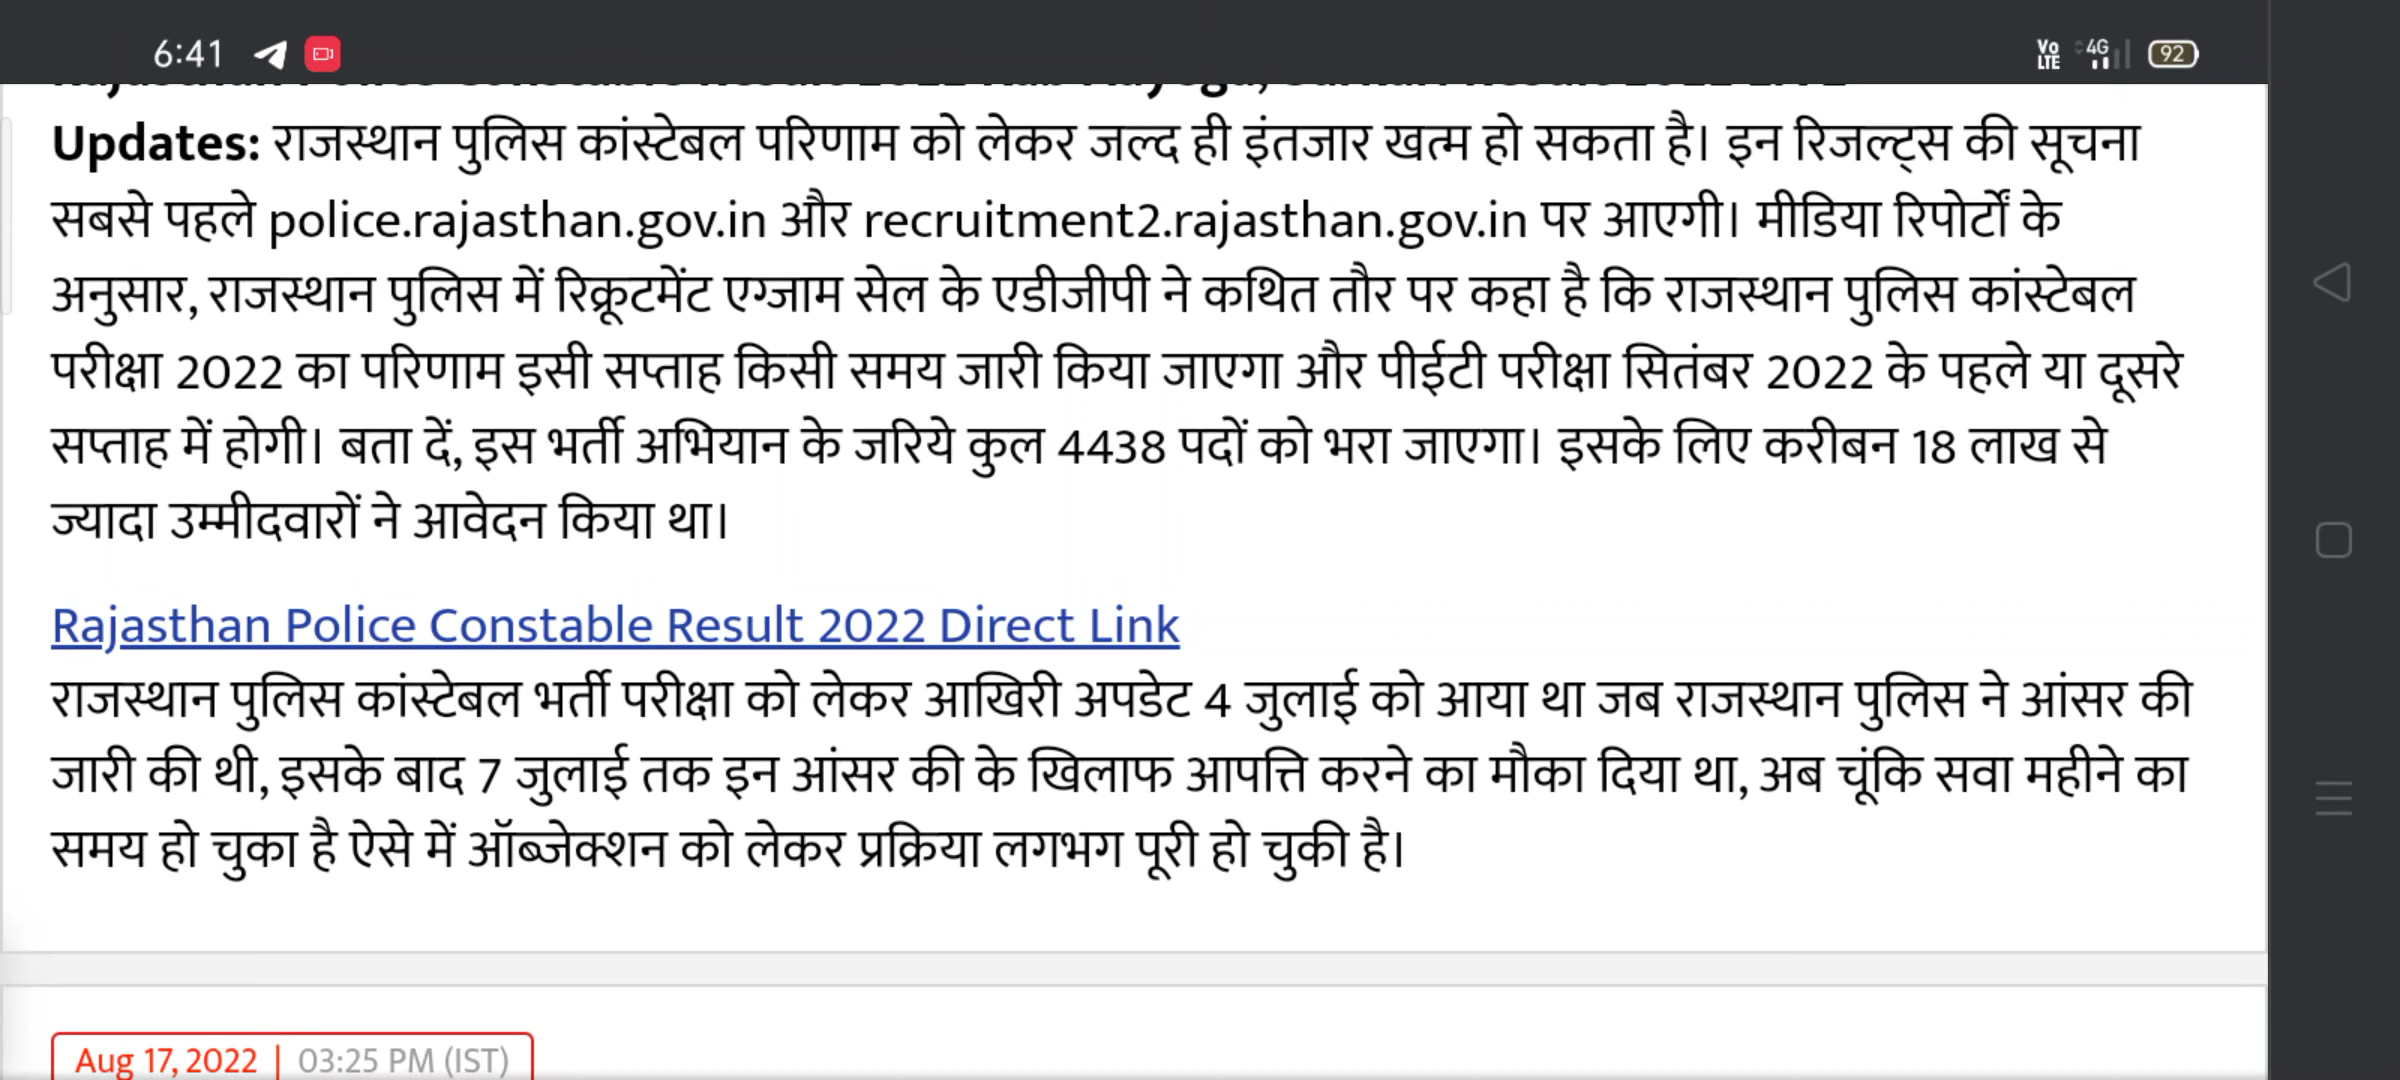 6:41 Vo LTE 4G 92
Updates: राजस्थान पुलिस कांस्टेबल परिणाम को लेकर जल्द ही इंतजार खत्म हो सकता है। इन रिजल्ट्स की सूचना
सबसे पहले police.rajasthan.gov.in और recruitment2.rajasthan.gov.in पर आएगी। मीडिया रिपोर्टों के
अनुसार, राजस्थान पुलिस में रिक्रूटमेंट एग्जाम सेल के एडीजीपी ने कथित तौर पर कहा है कि राजस्थान पुलिस कांस्टेबल
परीक्षा 2022 का परिणाम इसी सप्ताह किसी समय जारी किया जाएगा और पीईटी परीक्षा सितंबर 2022 के पहले या दूसरे
सप्ताह में होगी। बता दें, इस भर्ती अभियान के जरिये कुल 4438 पदों को भरा जाएगा। इसके लिए करीबन 18 लाख से
ज्यादा उम्मीदवारों ने आवेदन किया था।
Rajasthan Police Constable Result 2022 Direct Link
राजस्थान पुलिस कांस्टेबल भर्ती परीक्षा को लेकर आखिरी अपडेट 4 जुलाई को आया था जब राजस्थान पुलिस ने आंसर की
जारी की थी, इसके बाद 7 जुलाई तक इन आंसर की के खिलाफ आपत्ति करने का मौका दिया था, अब चूंकि सवा महीने का
समय हो चुका है ऐसे में ऑब्जेक्शन को लेकर प्रक्रिया लगभग पूरी हो चुकी है।
Aug 17, 2022 | 03:25 PM (IST)